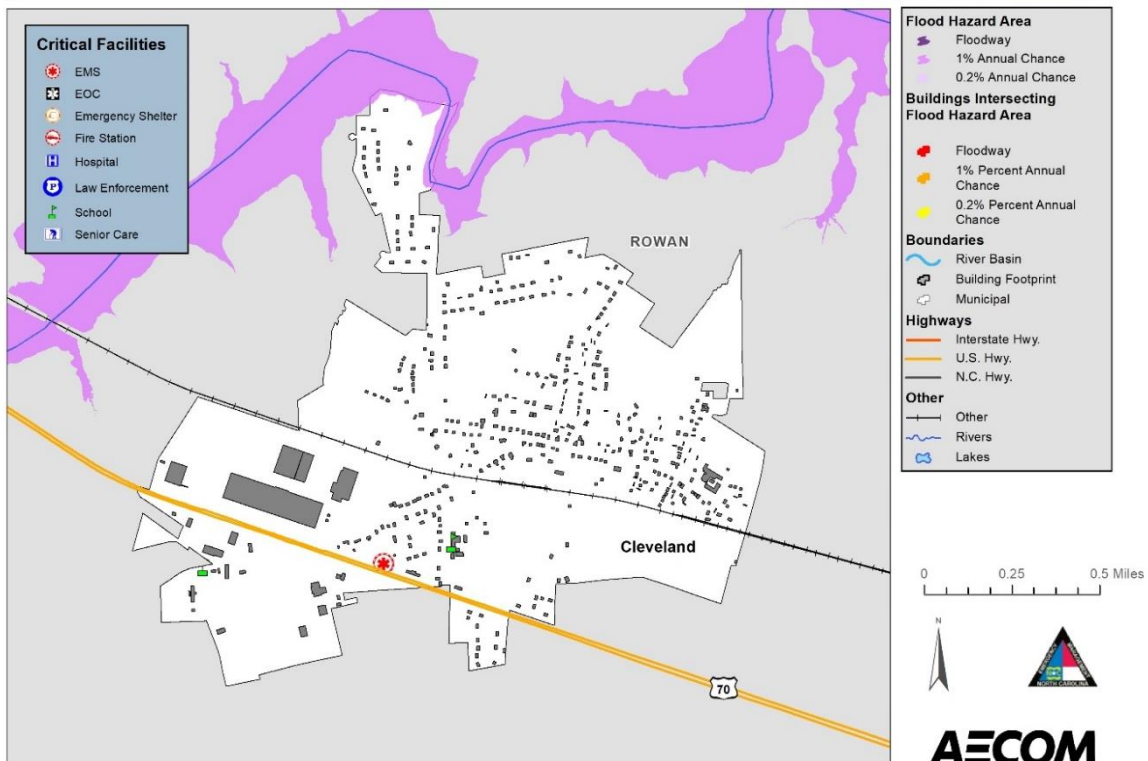 Critical Facilities
EMS
EOC
Emergency Shelter
Fire Station
Hospital
Law Enforcement
School
Senior Care
ROWAN
Cleveland
70
Flood Hazard Area
Floodway
1% Annual Chance
0.2% Annual Chance
Buildings Intersecting
Flood Hazard Area
Floodway
1% Percent Annual
Chance
0.2% Percent Annual
Chance
Boundaries
River Basin
Building Footprint
Municipal
Highways
Interstate Hwy.
U.S. Hwy.
N.C. Hwy.
Other
Other
Rivers
Lakes
0 0.25 0.5 Miles
N
NORTH CAROLINA
AECOM